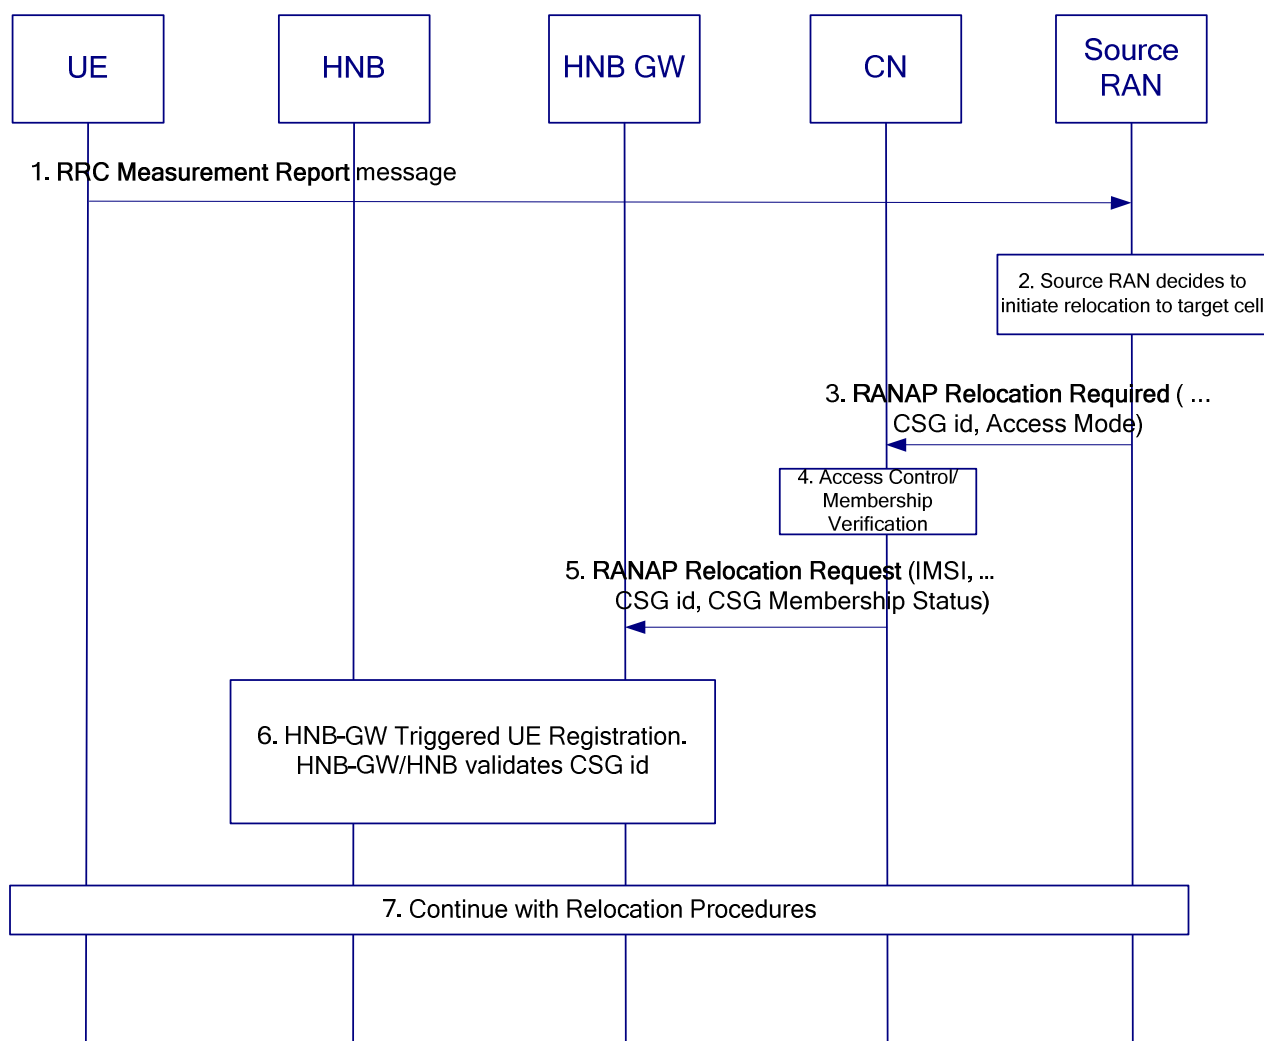 UE
HNB
HNB GW
CN
Source
RAN
1. RRC Measurement Report message
2. Source RAN decides to
initiate relocation to target cell
3. RANAP Relocation Required ( ...
CSG id, Access Mode)
4. Access Control/
Membership
Verification
5. RANAP Relocation Request (IMSI, ...
CSG id, CSG Membership Status)
6. HNB-GW Triggered UE Registration.
HNB-GW/HNB validates CSG id
7. Continue with Relocation Procedures